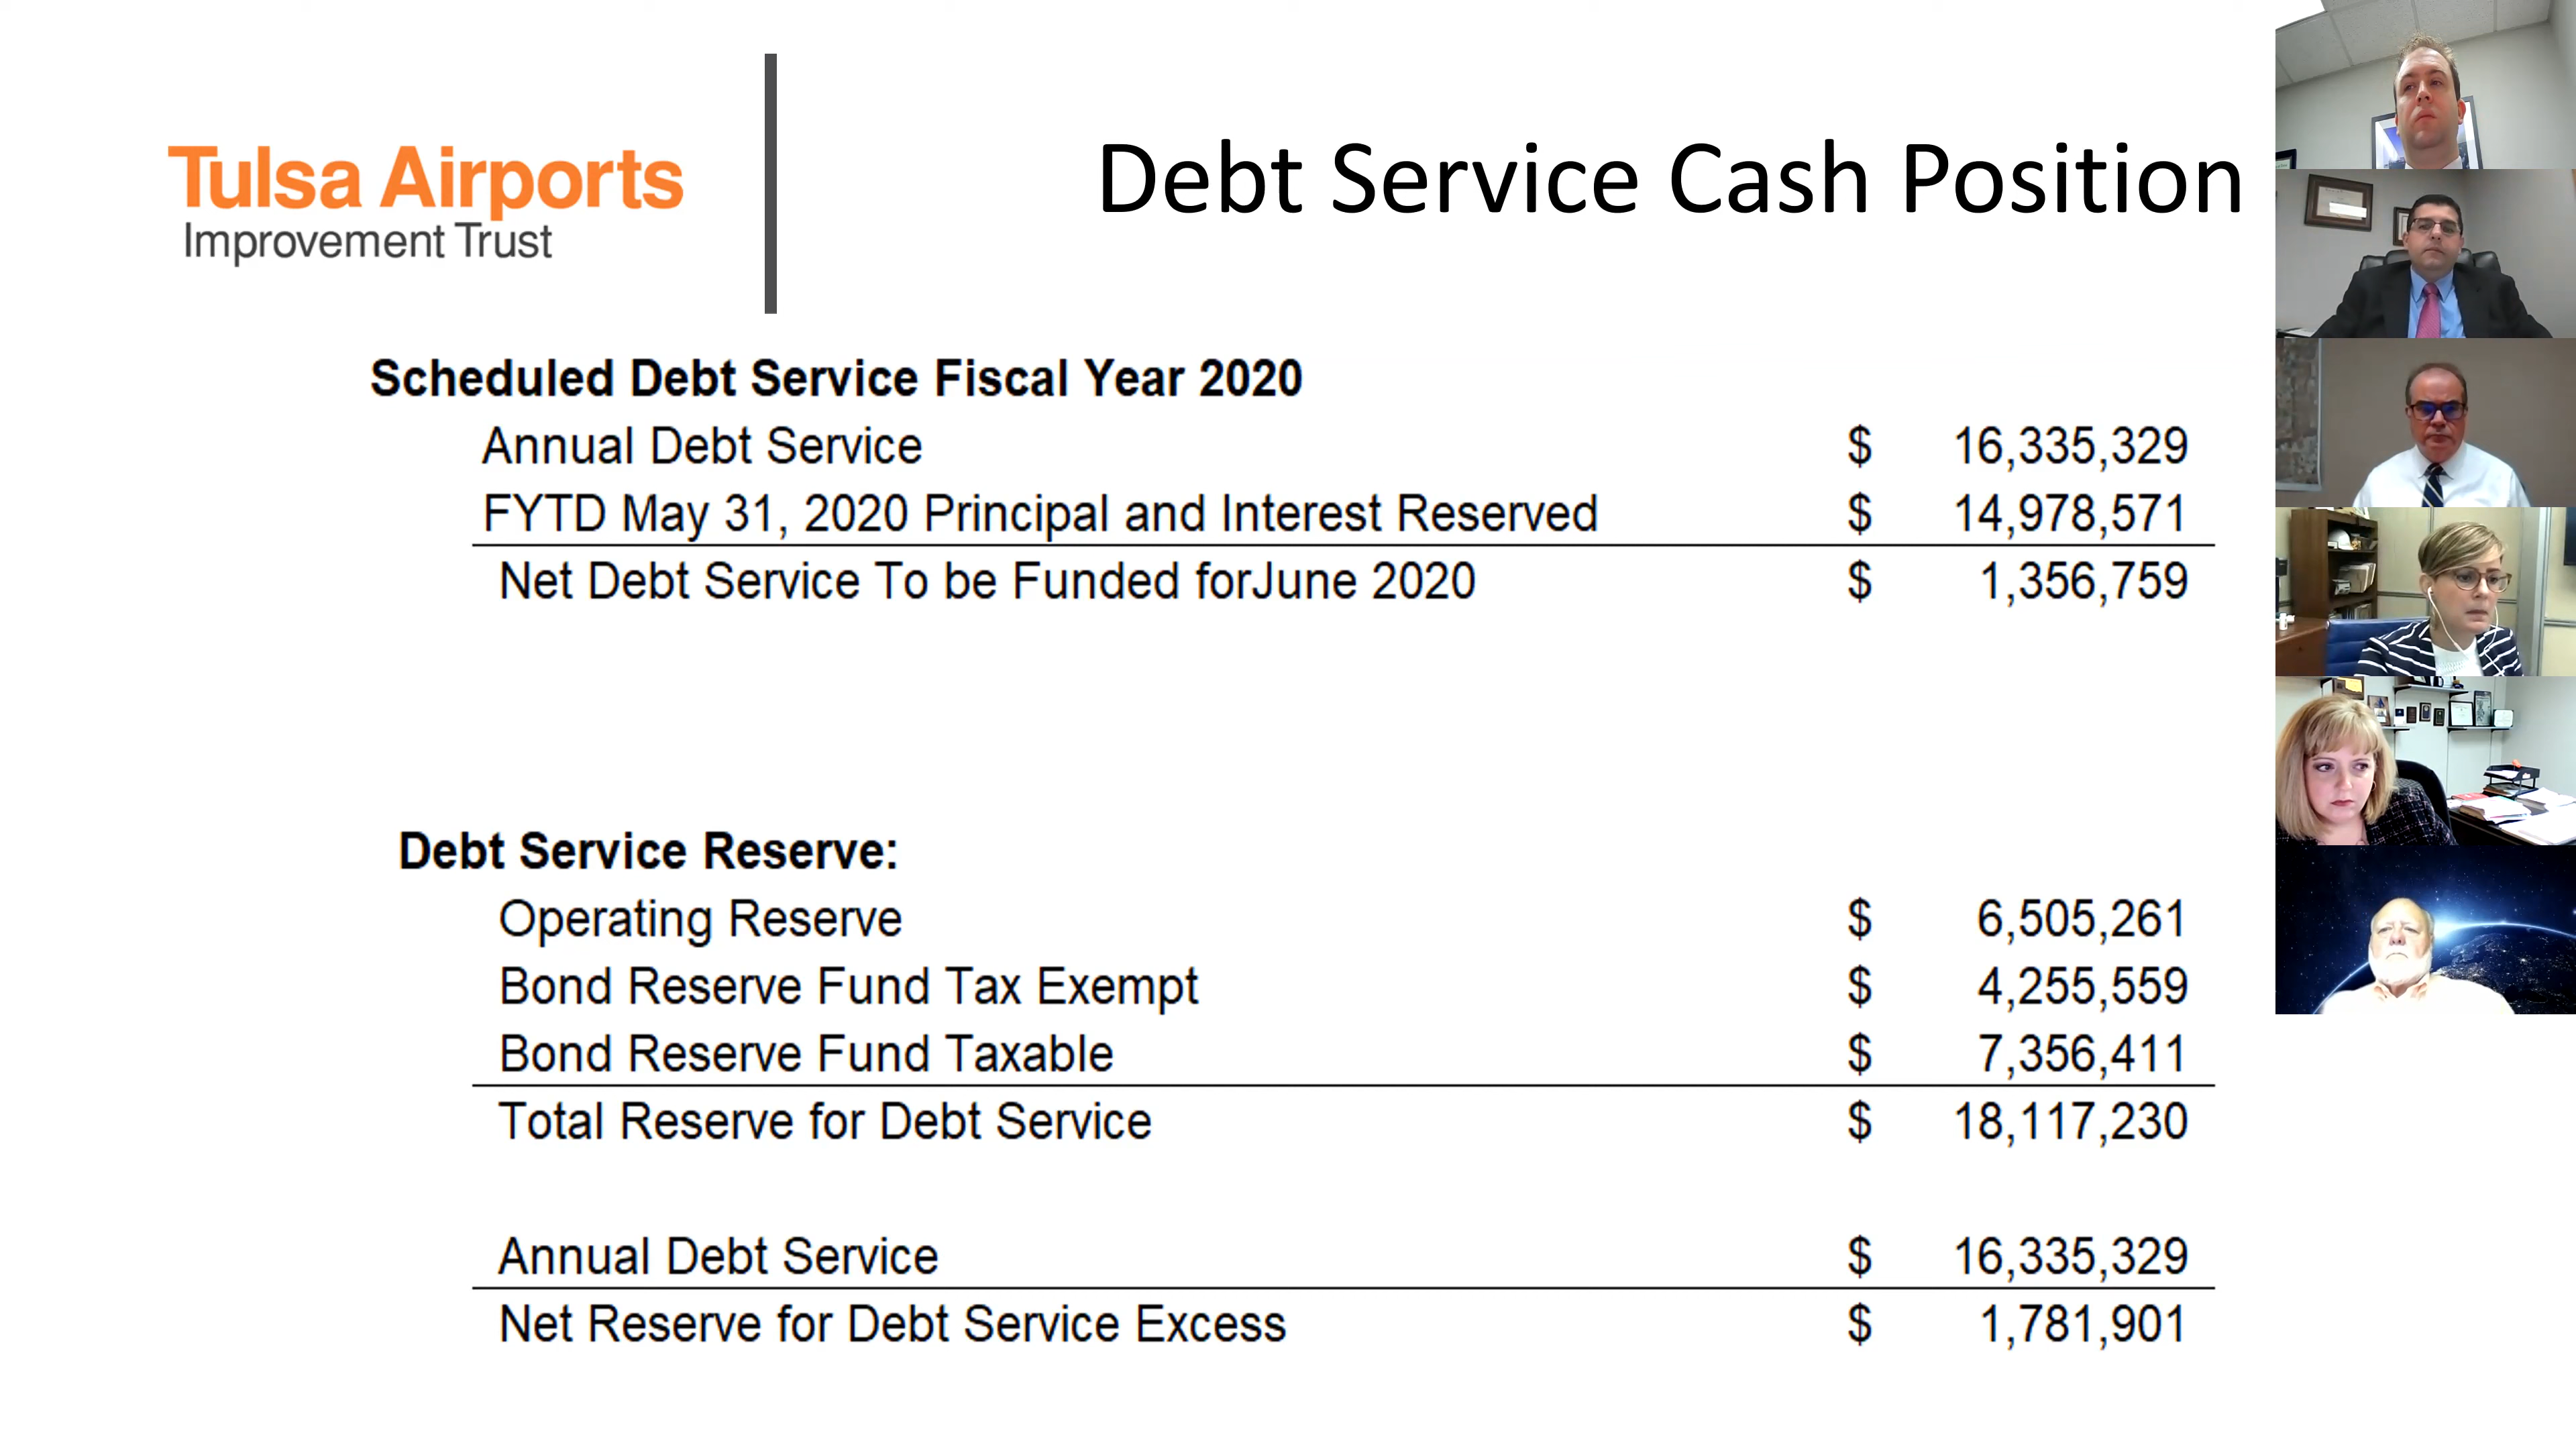 Tulsa Airports
Improvement Trust
Debt Service Cash Position
Scheduled Debt Service Fiscal Year 2020
Annual Debt Service $ 16,335,329
FYTD May 31, 2020 Principal and Interest Reserved $ 14,978,571
Net Debt Service To be Funded forJune 2020 $ 1,356,759
Debt Service Reserve:
Operating Reserve $ 6,505,261
Bond Reserve Fund Tax Exempt $ 4,255,559
Bond Reserve Fund Taxable $ 7,356,411
Total Reserve for Debt Service $ 18,117,230
Annual Debt Service $ 16,335,329
Net Reserve for Debt Service Excess $ 1,781,901